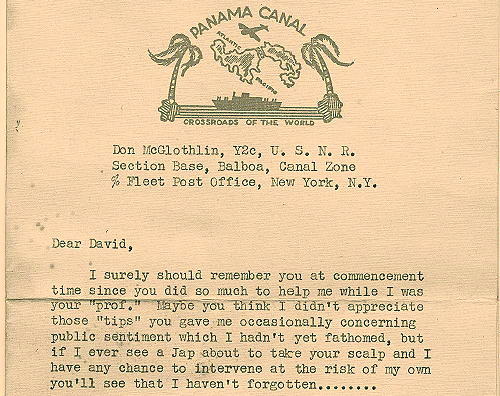 PANAMA CANAL
ATLANTIC
PACIFIC
CROSSROADS OF THE WORLD
Don McGlothlin, Y2c, U. S. N. R.
Section Base, Balboa, Canal Zone
% Fleet Post Office, New York, N.Y.
Dear David,
I surely should remember you at commencement
time since you did so much to help me while I was
your "prof." Maybe you think I didn't appreciate
those "tips" you gave me occasionally concerning
public sentiment which I hadn't yet fathomed, but
if I ever see a Jap about to take your scalp and I
have any chance to intervene at the risk of my own
you'll see that I haven't forgotten........